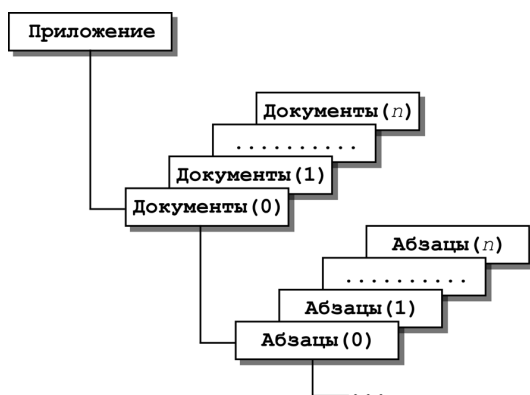 Приложение
Документы(n)
..........
Документы(1)
Документы(0)
Абзацы(n)
..........
Абзацы(1)
Абзацы(0)
...